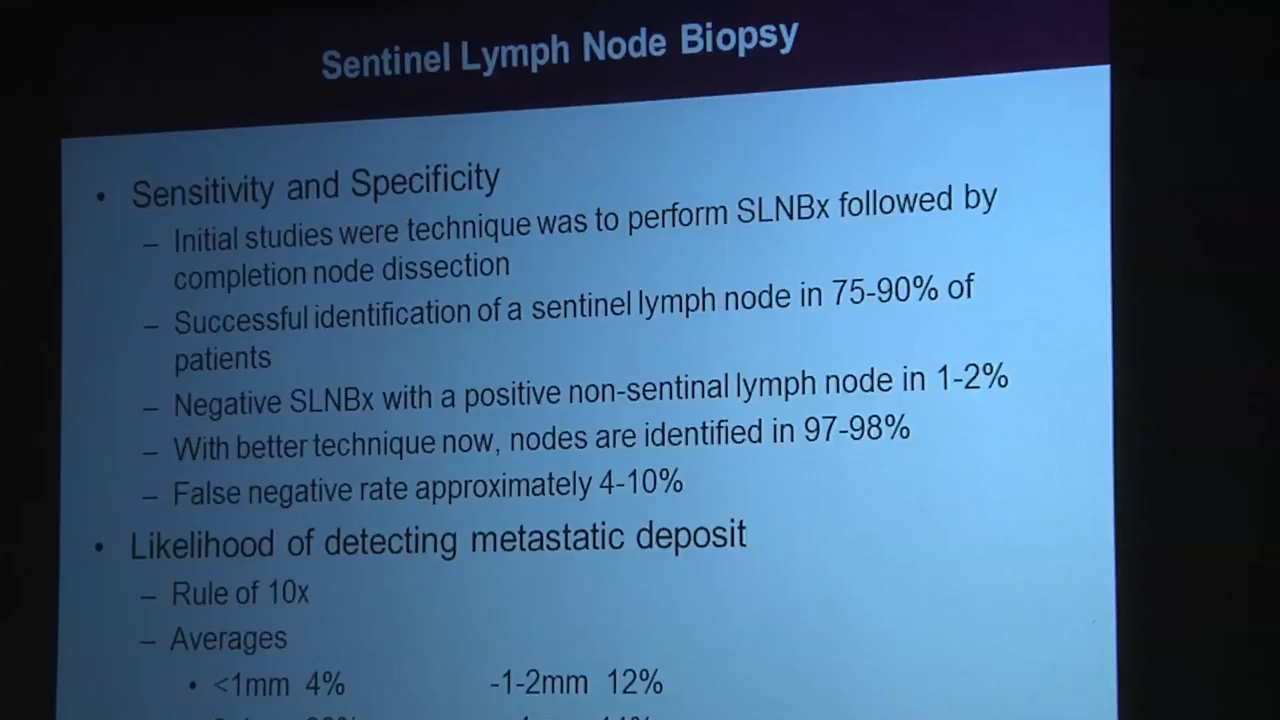 Sentinel Lymph Node Biopsy
• Sensitivity and Specificity
– Initial studies were technique was to perform SLNBx followed by
completion node dissection
– Successful identification of a sentinel lymph node in 75-90% of
patients
– Negative SLNBx with a positive non-sentinal lymph node in 1-2%
– With better technique now, nodes are identified in 97-98%
– False negative rate approximately 4-10%
• Likelihood of detecting metastatic deposit
– Rule of 10x
– Averages
• <1mm 4% -1-2mm 12%